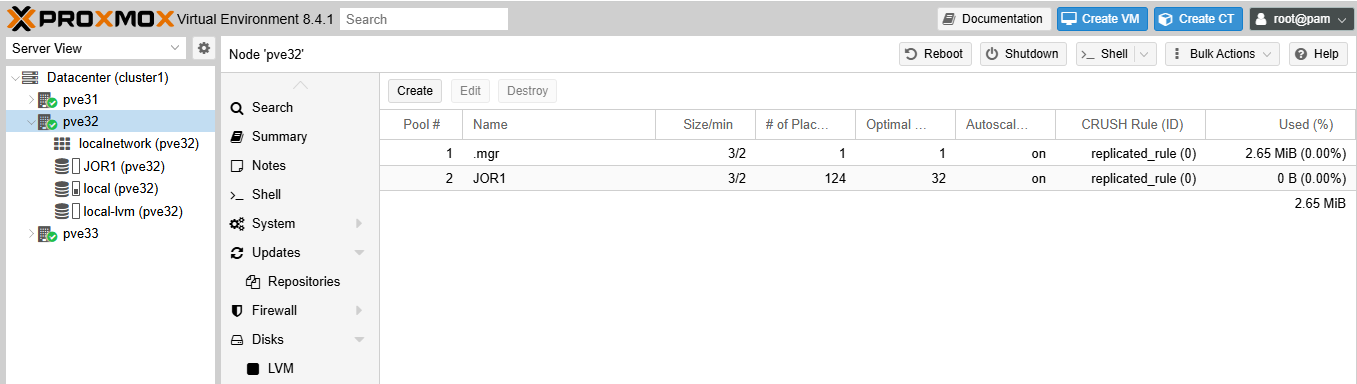 PROXMOX Virtual Environment 8.4.1 Search Documentation Create VM Create CT root@pam
Server View
Node 'pve32' Reboot Shutdown >_ Shell Bulk Actions Help
Datacenter (cluster1)
pve31
pve32
localnetwork (pve32)
JOR1 (pve32)
local (pve32)
local-lvm (pve32)
pve33
Search
Summary
Notes
>_ Shell
System
Updates
Repositories
Firewall
Disks
LVM
Create Edit Destroy
Pool # Name Size/min # of Plac... Optimal ... Autoscal... CRUSH Rule (ID) Used (%)
1 .mgr 3/2 1 1 on replicated_rule (0) 2.65 MiB (0.00%)
2 JOR1 3/2 124 32 on replicated_rule (0) 0 B (0.00%)
2.65 MiB